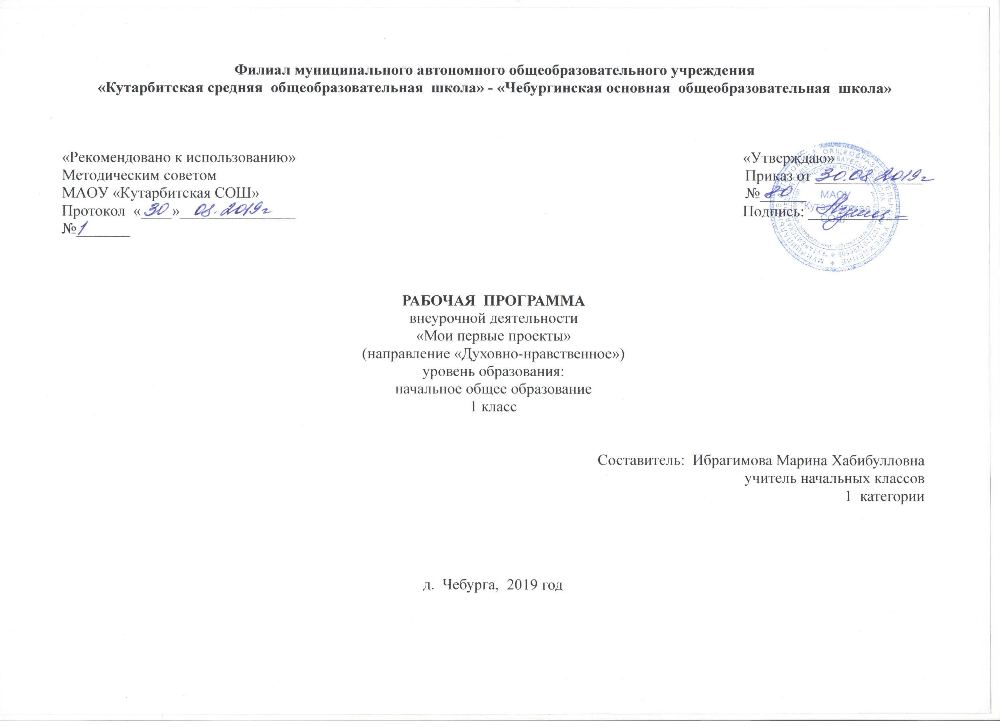 Филиал муниципального автономного общеобразовательного учреждения
«Кутарбитская средняя общеобразовательная школа» - «Чебургинская основная общеобразовательная школа»
«Рекомендовано к использованию»
Методическим советом
МАОУ «Кутарбитская СОШ»
Протокол «30» 08.2019г
№1
«Утверждаю»
Приказ от 30.08.2019г
№ 80
Подпись:
МАОУ
"Кутарбитская
СОШ"
РАБОЧАЯ ПРОГРАММА
внеурочной деятельности
«Мои первые проекты»
(направление «Духовно-нравственное»)
уровень образования:
начальное общее образование
1 класс
Составитель: Ибрагимова Марина Хабибулловна
учитель начальных классов
1 категории
д. Чебурга, 2019 год